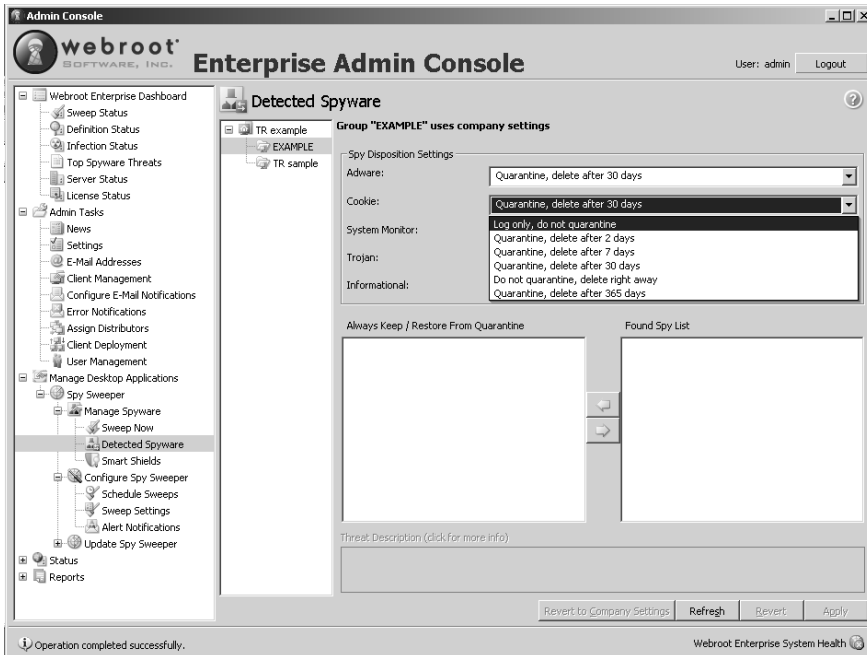 Admin Console
webroot
SOFTWARE, INC.
Enterprise Admin Console
User: admin
Logout
Webroot Enterprise Dashboard
Sweep Status
Definition Status
Infection Status
Top Spyware Threats
Server Status
License Status
Admin Tasks
News
Settings
E-Mail Addresses
Client Management
Configure E-Mail Notifications
Error Notifications
Assign Distributors
Client Deployment
User Management
Manage Desktop Applications
Spy Sweeper
Manage Spyware
Sweep Now
Detected Spyware
Smart Shields
Configure Spy Sweeper
Schedule Sweeps
Sweep Settings
Alert Notifications
Update Spy Sweeper
Status
Reports
Detected Spyware
TR example
EXAMPLE
TR sample
Group "EXAMPLE" uses company settings
Spy Disposition Settings
Adware:
Quarantine, delete after 30 days
Cookie:
Quarantine, delete after 30 days
Log only, do not quarantine
Quarantine, delete after 2 days
Quarantine, delete after 7 days
Quarantine, delete after 30 days
Do not quarantine, delete right away
Quarantine, delete after 365 days
System Monitor:
Trojan:
Informational:
Always Keep / Restore From Quarantine
Found Spy List
Threat Description (click for more info)
Revert to Company Settings
Refresh
Revert
Apply
Operation completed successfully.
Webroot Enterprise System Health